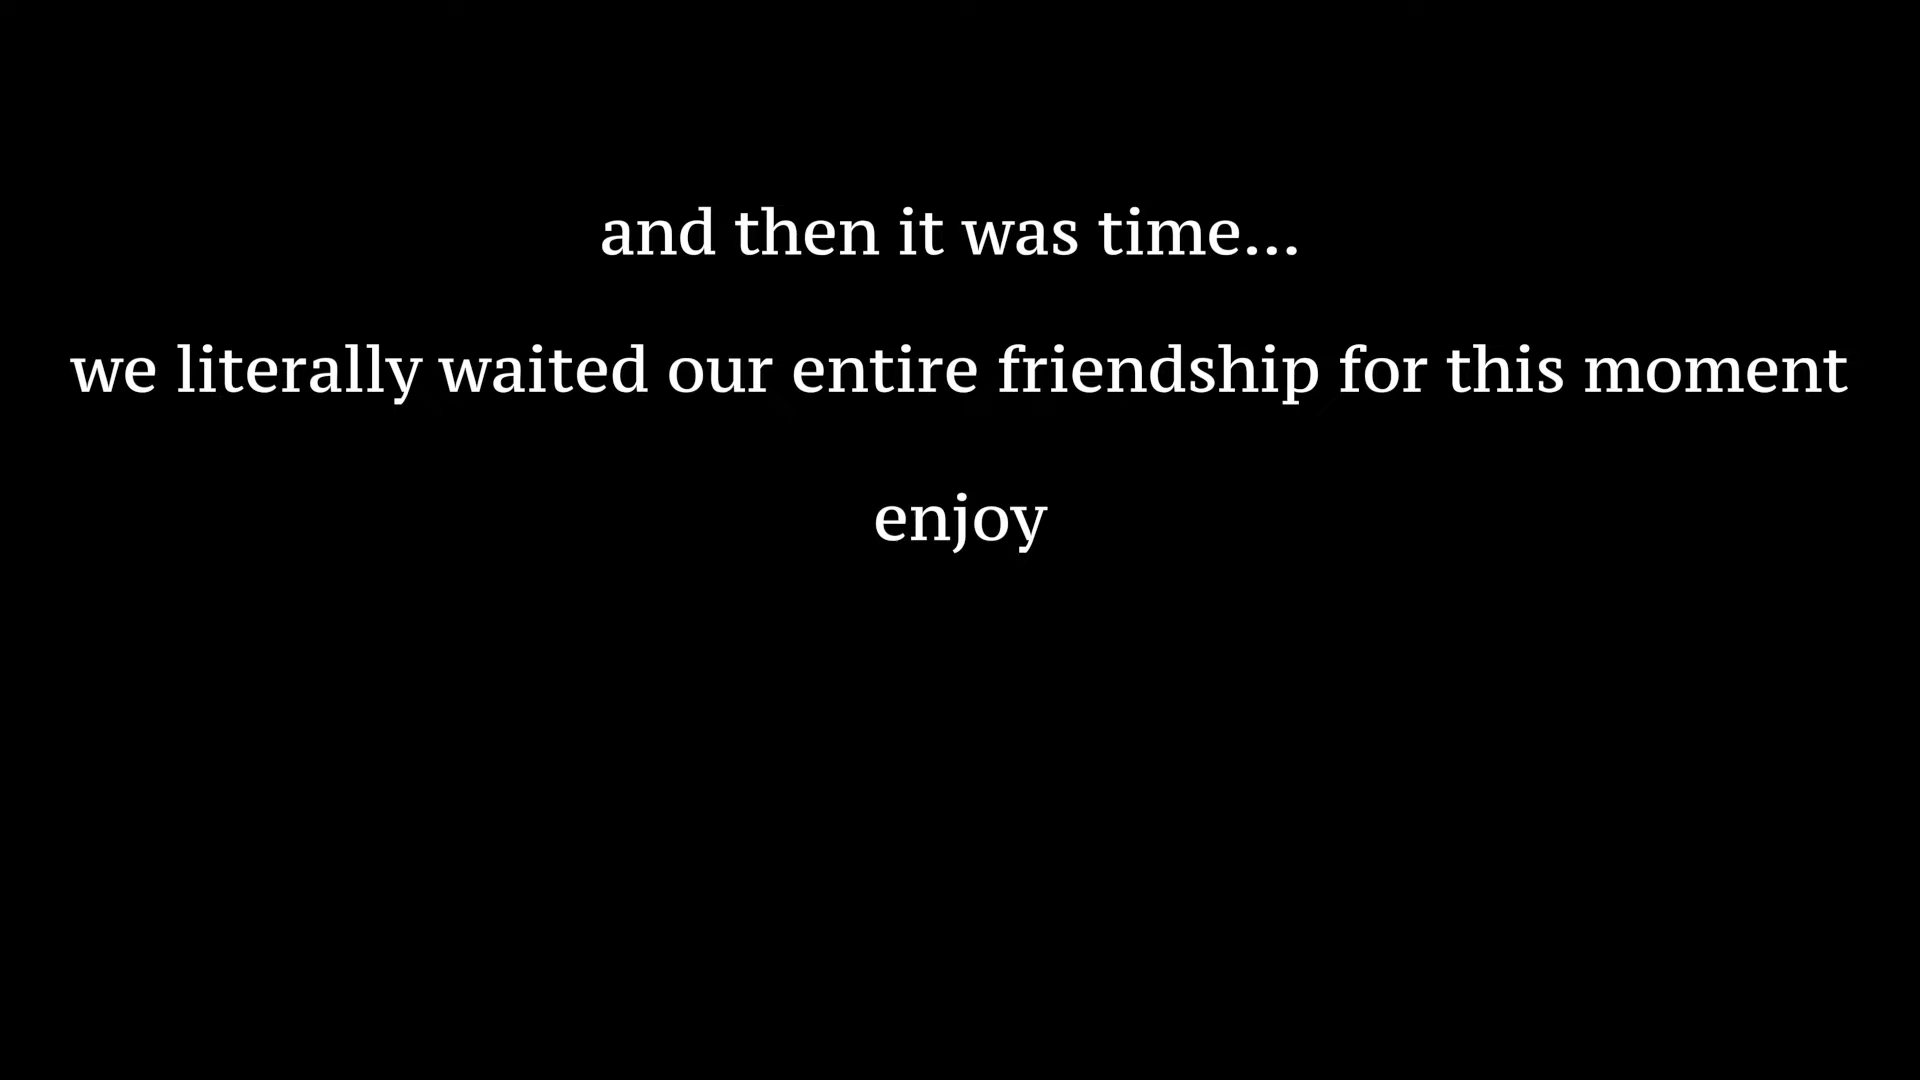 and then it was time...
we literally waited our entire friendship for this moment
enjoy